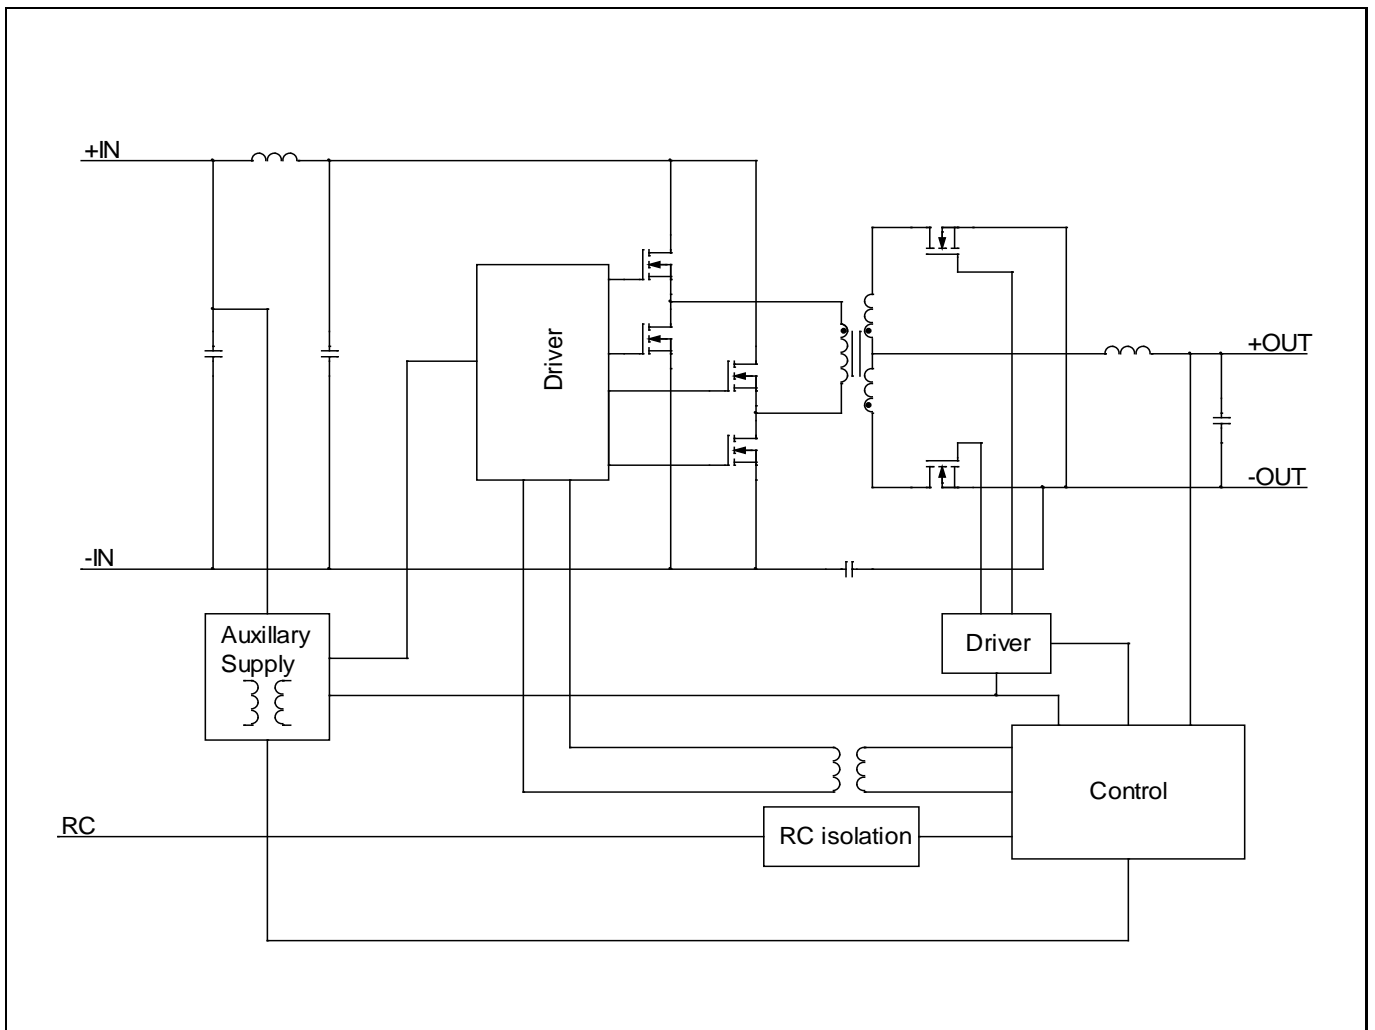 +IN
+OUT
Driver
-OUT
-IN
Auxillary
Supply
Driver
Control
RC
RC isolation